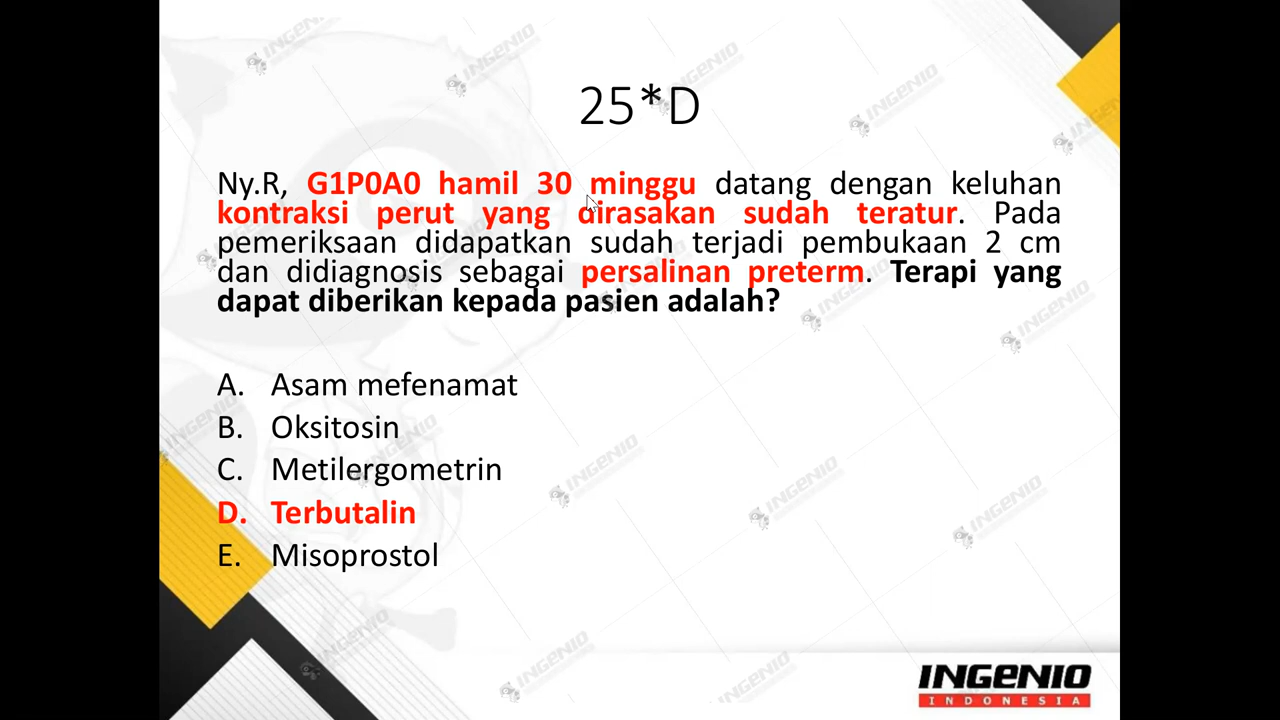 25*D
Ny.R, G1P0A0 hamil 30 minggu datang dengan keluhan
kontraksi perut yang dirasakan sudah teratur. Pada
pemeriksaan didapatkan sudah terjadi pembukaan 2 cm
dan didiagnosis sebagai persalinan preterm. Terapi yang
dapat diberikan kepada pasien adalah?
A. Asam mefenamat
B. Oksitosin
C. Metilergometrin
D. Terbutalin
E. Misoprostol
INGENIO
INDONESIA